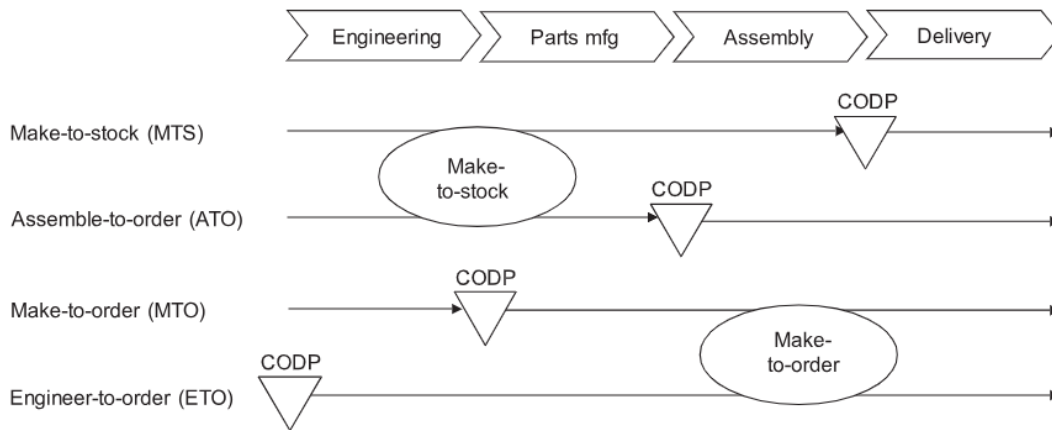 Engineering Parts mfg Assembly Delivery
CODP
Make-to-stock (MTS)
Make-
to-stock
CODP
Assemble-to-order (ATO)
CODP
Make-to-order (MTO)
Make-
to-order
CODP
Engineer-to-order (ETO)